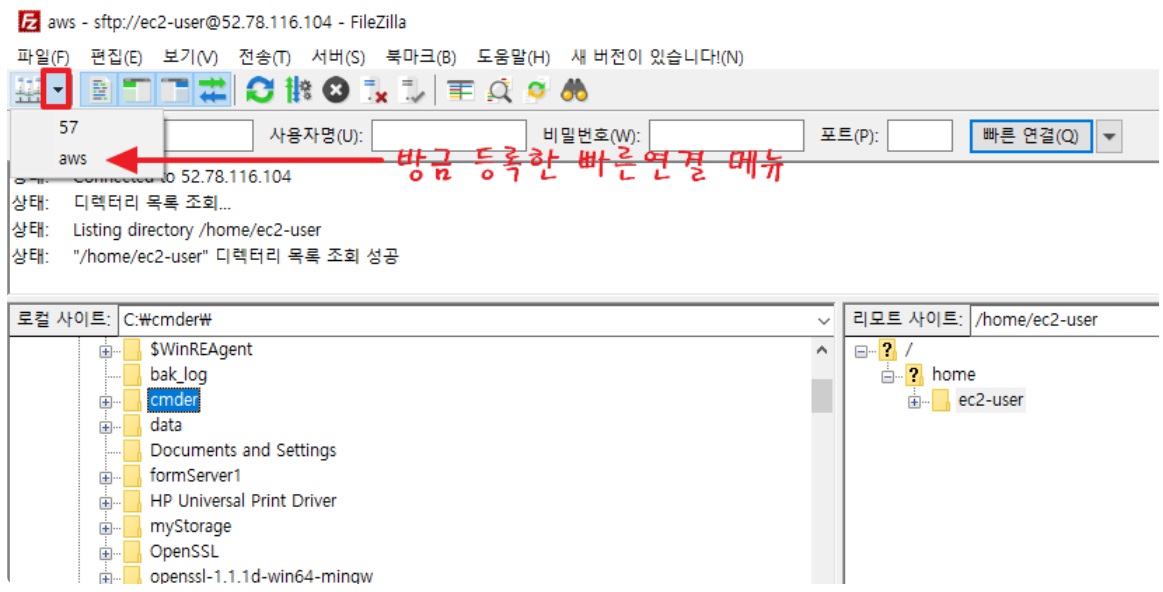 aws - sftp://ec2-user@52.78.116.104 - FileZilla
파일(F) 편집(E) 보기(V) 전송(T) 서버(S) 북마크(B) 도움말(H) 새 버전이 있습니다!(N)
57
aws
사용자명(U): 비밀번호(W): 포트(P): 빠른 연결(Q)
방금 등록한 빠른연결 메뉴
상태: Connected to 52.78.116.104
상태: 디렉터리 목록 조회...
상태: Listing directory /home/ec2-user
상태: "/home/ec2-user" 디렉터리 목록 조회 성공
로컬 사이트: C:₩cmder₩
$WinREAgent
bak_log
cmder
data
Documents and Settings
formServer1
HP Universal Print Driver
myStorage
OpenSSL
openssl-1.1.1d-win64-mingw
리모트 사이트: /home/ec2-user
/
home
ec2-user